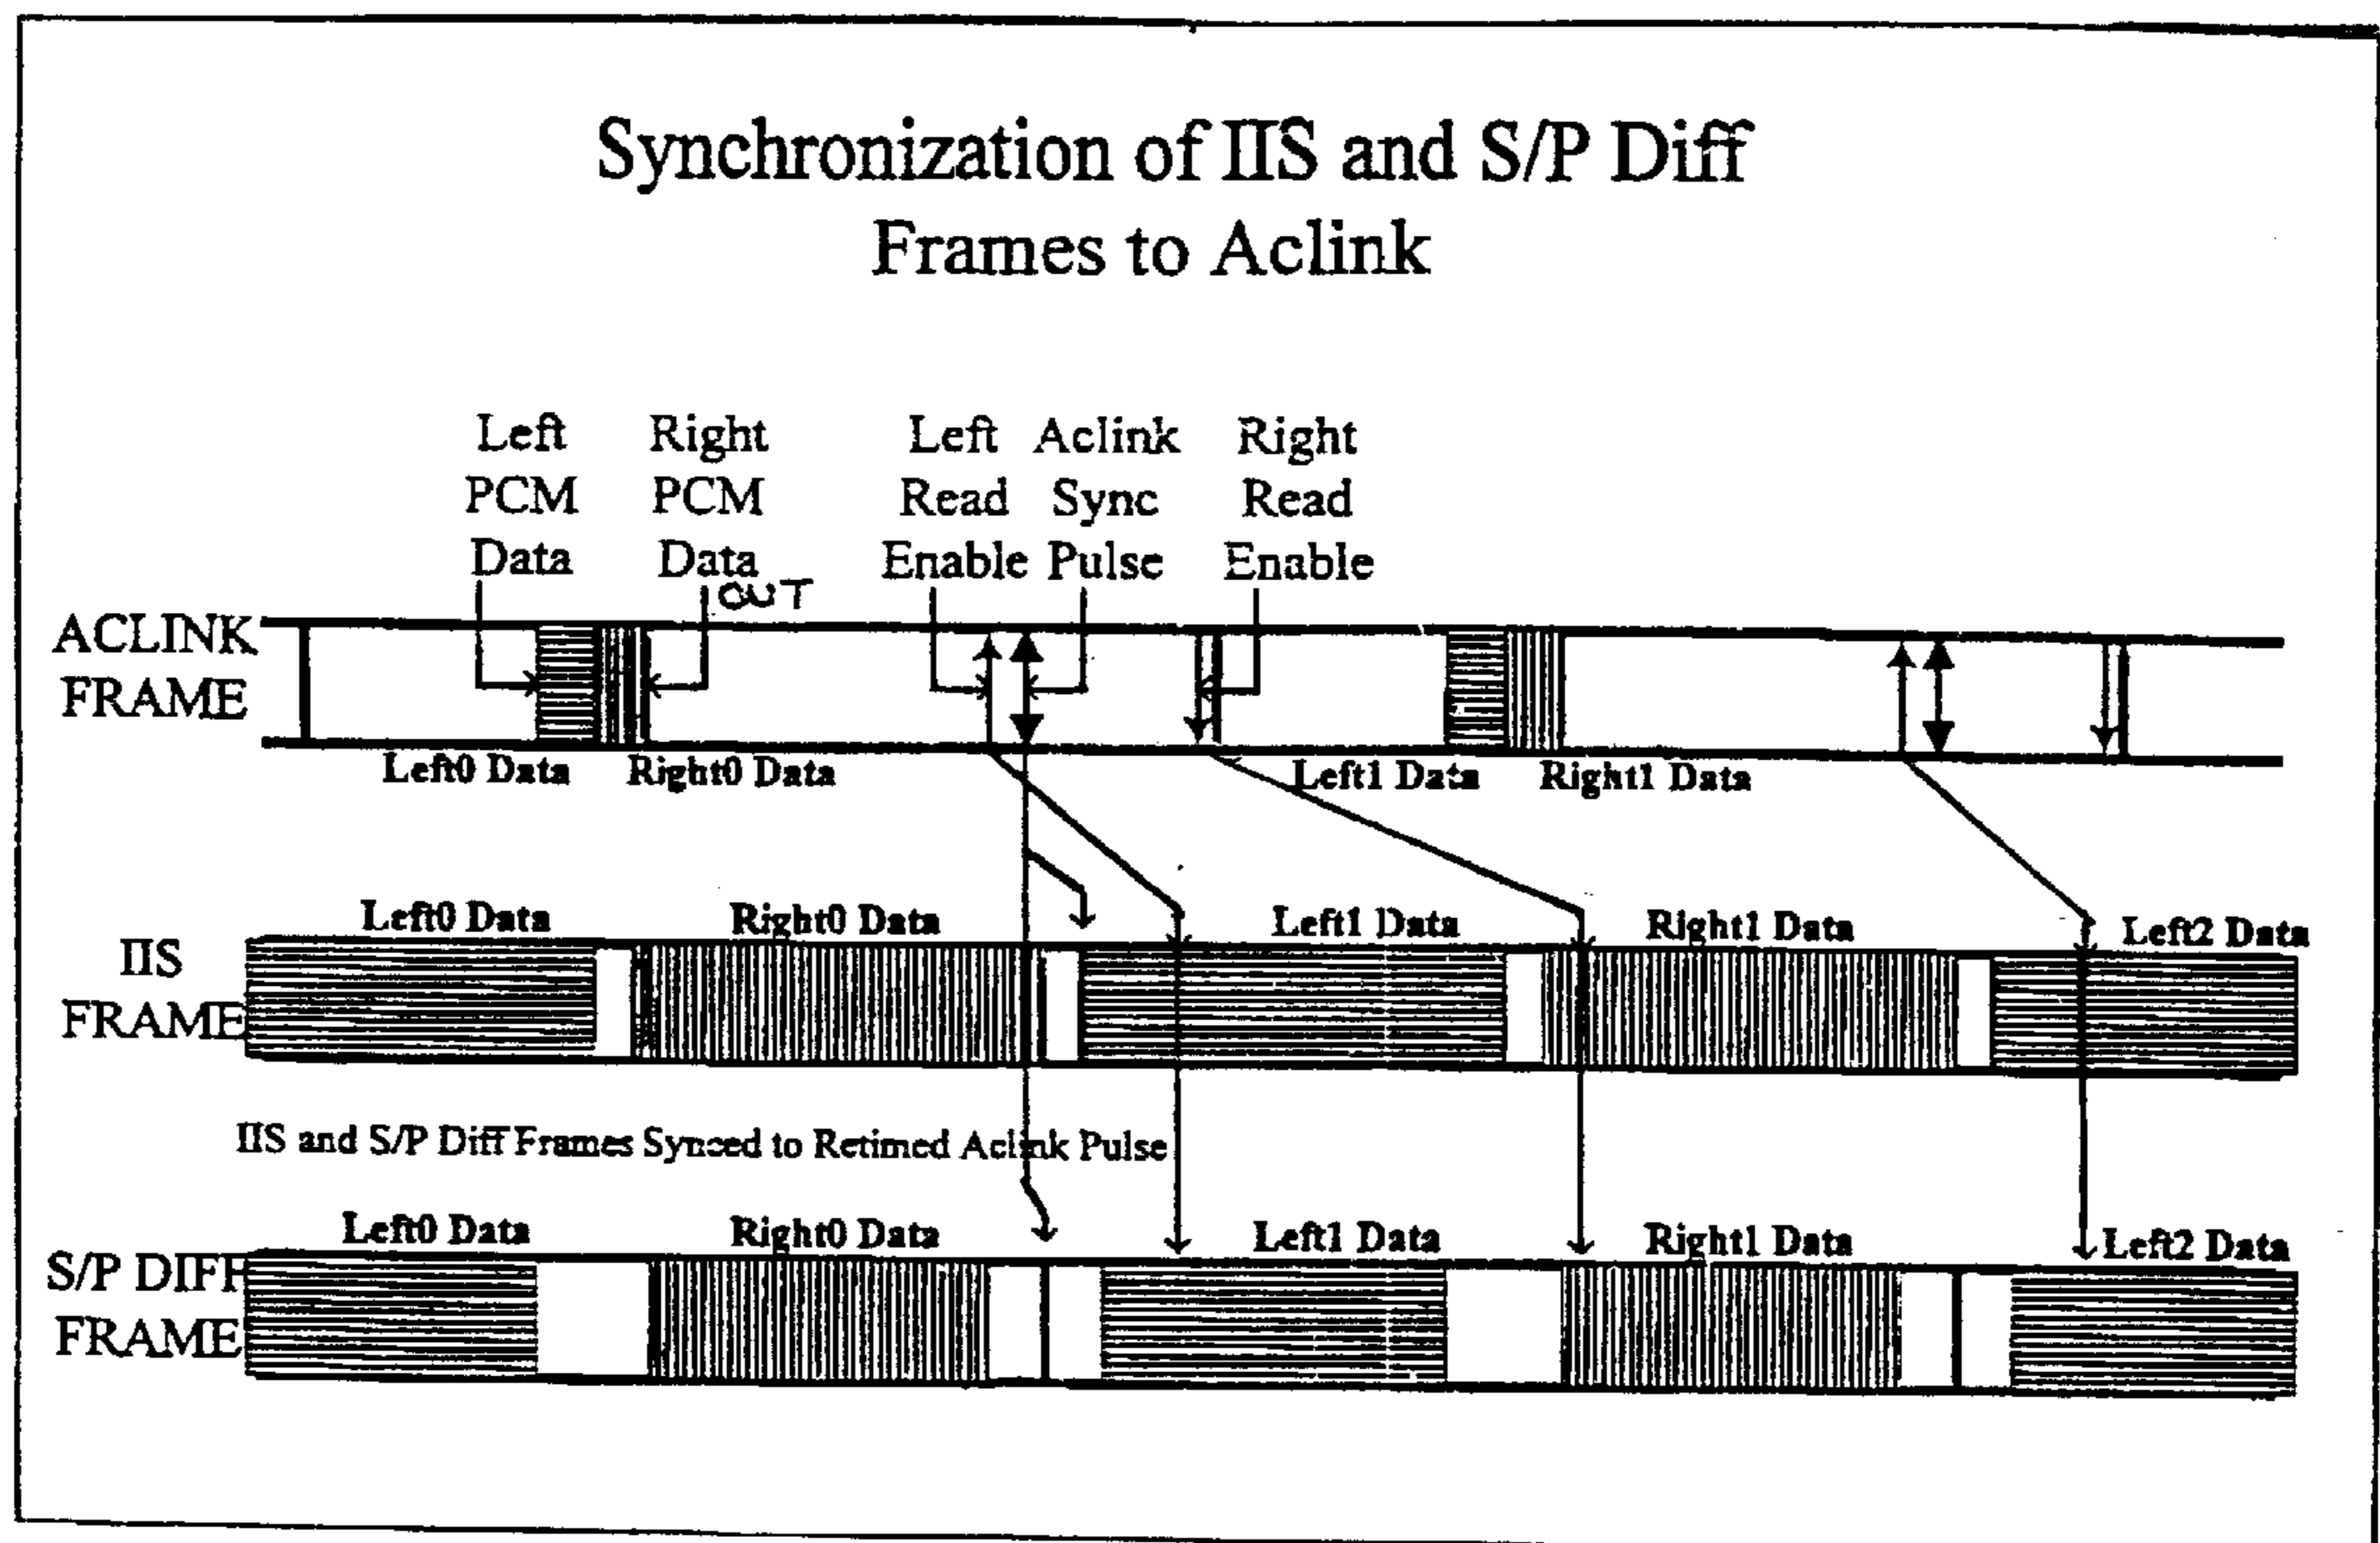 Synchronization of IIS and S/P Diff
Frames to Aclink
Left
PCM
Data
Right
PCM
Data
OUT
Left
Read
Enable
Aclink
Sync
Pulse
Right
Read
Enable
ACLINK
FRAME
Left0 Data
Right0 Data
Left1 Data
Right1 Data
Left0 Data
Right0 Data
Left1 Data
Right1 Data
Left2 Data
IIS
FRAME
IIS and S/P Diff Frames Synced to Retimed Aclink Pulse
Left0 Data
Right0 Data
Left1 Data
Right1 Data
Left2 Data
S/P DIFF
FRAME